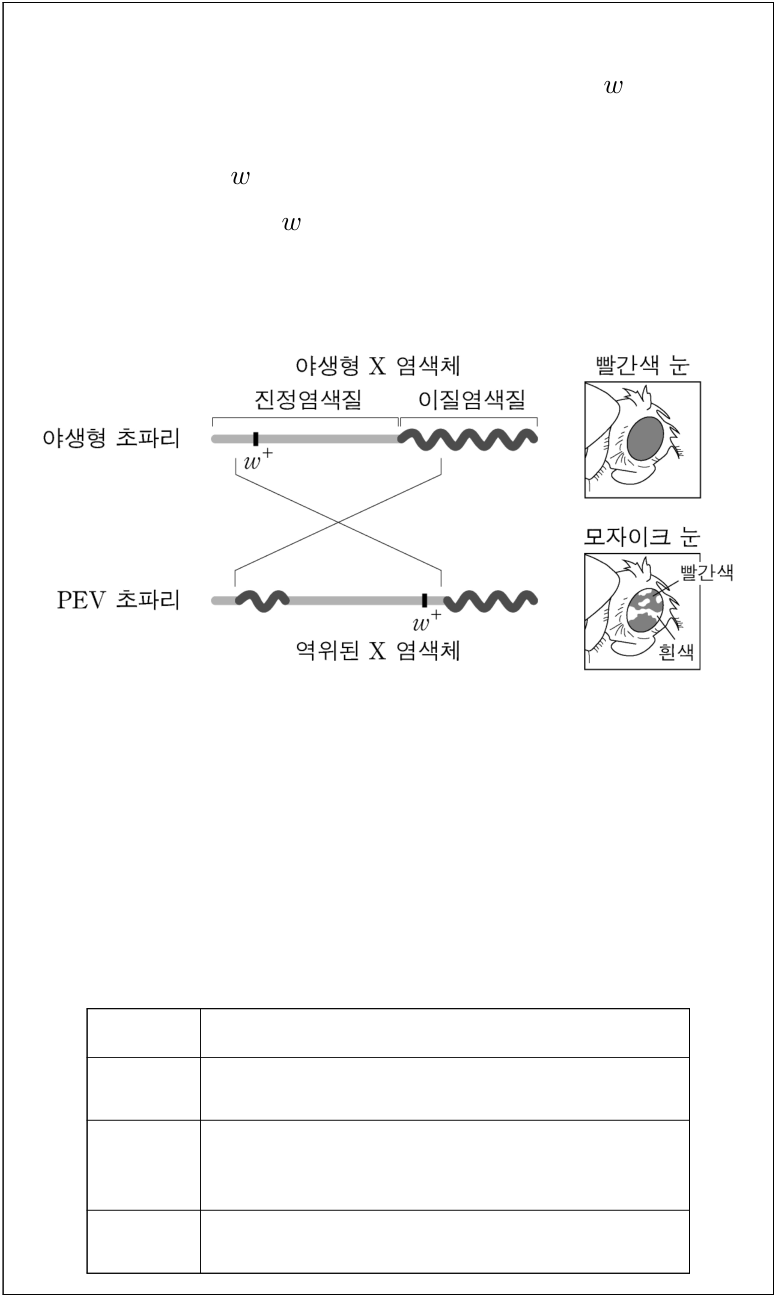 w
w
w
야생형 X 염색체
빨간색 눈
진정염색질 이질염색질
야생형 초파리
w⁺
모자이크 눈
빨간색
PEV 초파리
w⁺
흰색
역위된 X 염색체